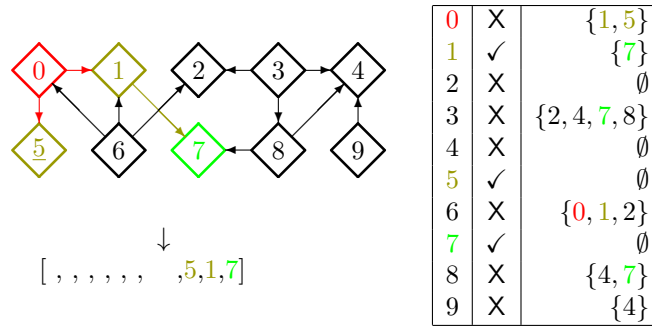 0 1 2 3 4
5 6 7 8 9
↓
[ , , , , , , ,5,1,7]
0 X {1, 5}
1 ✓ {7}
2 X ∅
3 X {2, 4, 7, 8}
4 X ∅
5 ✓ ∅
6 X {0, 1, 2}
7 ✓ ∅
8 X {4, 7}
9 X {4}